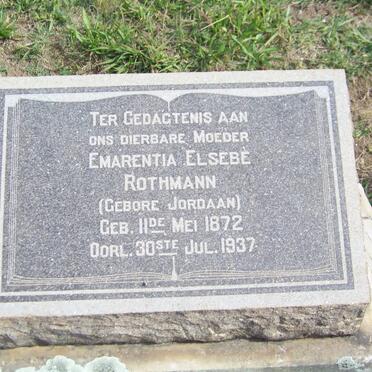 TER GEDAGTENIS AAN
ONS DIERBARE MOEDER
EMARENTIA ELSEBÈ
ROTHMANN
(GEBORE JORDAAN)
GEB. 11DE MEI 1872
OORL. 30STE JUL. 1937